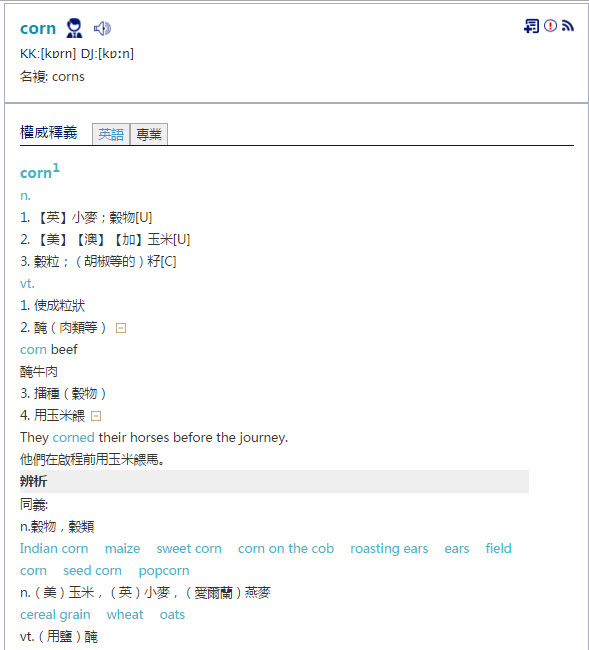 corn
KK:[kɒrn] DJ:[kɒːn]
名複: corns
權威釋義 英語 專業
corn1
n.
1. 【英】小麥；穀物[U]
2. 【美】【澳】【加】玉米[U]
3. 穀粒；（胡椒等的）籽[C]
vt.
1. 使成粒狀
2. 醃（肉類等）
corn beef
醃牛肉
3. 播種（穀物）
4. 用玉米餵
They corned their horses before the journey.
他們在啟程前用玉米餵馬。
辨析
同義:
n.穀物，穀類
Indian corn maize sweet corn corn on the cob roasting ears ears field
corn seed corn popcorn
n.（美）玉米，（英）小麥，（愛爾蘭）燕麥
cereal grain wheat oats
vt.（用鹽）醃